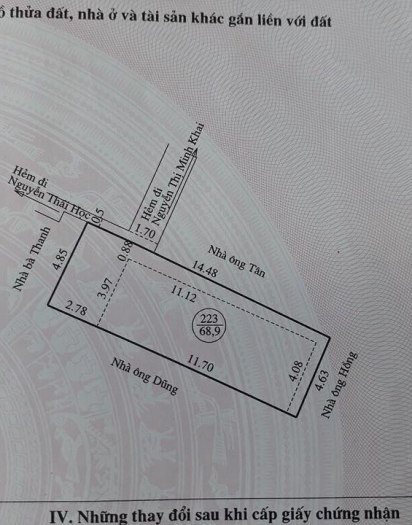 ồ thửa đất, nhà ở và tài sản khác gắn liền với đất
Hẻm đi
Nguyễn Thái Học
Hẻm đi
Nguyễn Thị Minh Khai
0.5
1.70
Nhà bà Thanh
4.85
0.88
3.97
Nhà ông Tân
14.48
11.12
2.78
223
68,9
11.70
4.08
4.63
Nhà ông Dũng
Nhà ông Hồng
IV. Những thay đổi sau khi cấp giấy chứng nhận